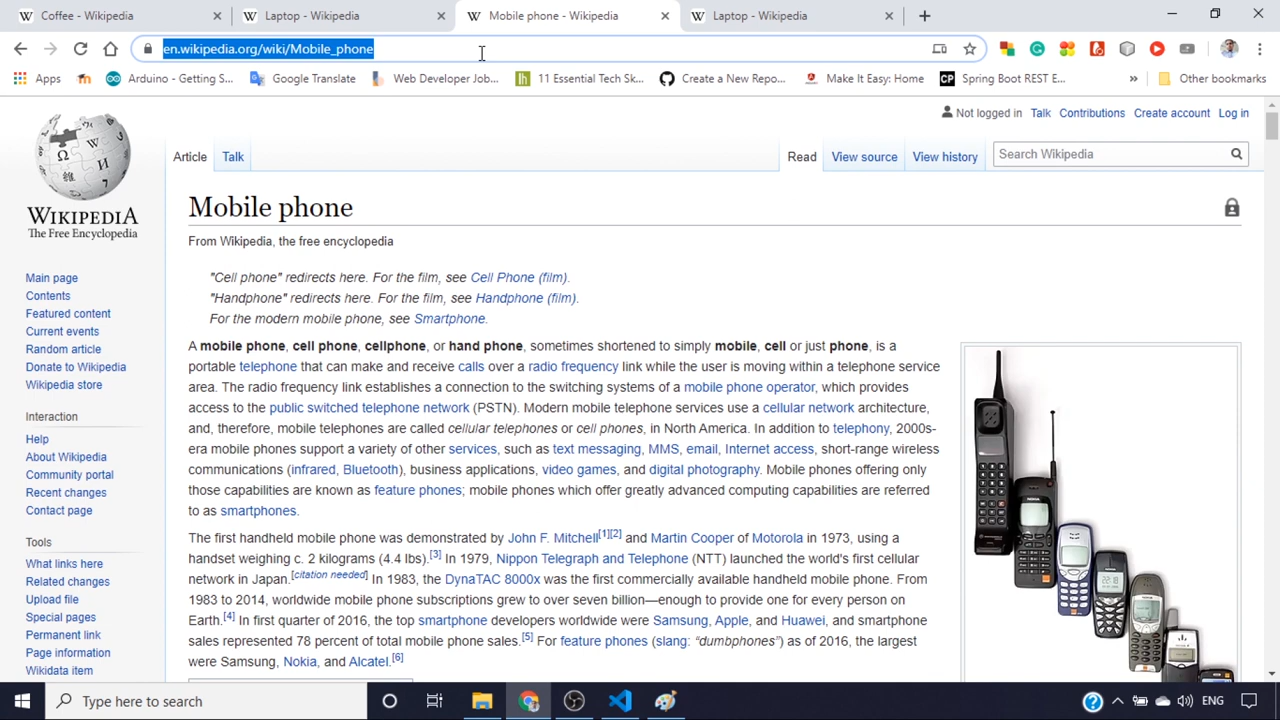 Coffee - Wikipedia
Laptop - Wikipedia
Mobile phone - Wikipedia
Laptop - Wikipedia
en.wikipedia.org/wiki/Mobile_phone
Apps
Arduino - Getting S...
Google Translate
Web Developer Job...
11 Essential Tech Sk...
Create a New Repo...
Make It Easy: Home
CP Spring Boot REST E...
»
Other bookmarks
Not logged in Talk Contributions Create account Log in
Article Talk
Read View source View history
Search Wikipedia
WIKIPEDIA
The Free Encyclopedia
Main page
Contents
Featured content
Current events
Random article
Donate to Wikipedia
Wikipedia store
Interaction
Help
About Wikipedia
Community portal
Recent changes
Contact page
Tools
What links here
Related changes
Upload file
Special pages
Permanent link
Page information
Wikidata item
Mobile phone
From Wikipedia, the free encyclopedia
"Cell phone" redirects here. For the film, see Cell Phone (film).
"Handphone" redirects here. For the film, see Handphone (film).
For the modern mobile phone, see Smartphone.
A mobile phone, cell phone, cellphone, or hand phone, sometimes shortened to simply mobile, cell or just phone, is a
portable telephone that can make and receive calls over a radio frequency link while the user is moving within a telephone service
area. The radio frequency link establishes a connection to the switching systems of a mobile phone operator, which provides
access to the public switched telephone network (PSTN). Modern mobile telephone services use a cellular network architecture,
and, therefore, mobile telephones are called cellular telephones or cell phones, in North America. In addition to telephony, 2000s-
era mobile phones support a variety of other services, such as text messaging, MMS, email, Internet access, short-range wireless
communications (infrared, Bluetooth), business applications, video games, and digital photography. Mobile phones offering only
those capabilities are known as feature phones; mobile phones which offer greatly advanced computing capabilities are referred
to as smartphones.
The first handheld mobile phone was demonstrated by John F. Mitchell[1][2] and Martin Cooper of Motorola in 1973, using a
handset weighing c. 2 kilograms (4.4 lbs).[3] In 1979, Nippon Telegraph and Telephone (NTT) launched the world's first cellular
network in Japan.[citation needed] In 1983, the DynaTAC 8000x was the first commercially available handheld mobile phone. From
1983 to 2014, worldwide mobile phone subscriptions grew to over seven billion—enough to provide one for every person on
Earth.[4] In first quarter of 2016, the top smartphone developers worldwide were Samsung, Apple, and Huawei, and smartphone
sales represented 78 percent of total mobile phone sales.[5] For feature phones (slang: “dumbphones”) as of 2016, the largest
were Samsung, Nokia, and Alcatel.[6]
Type here to search
ENG